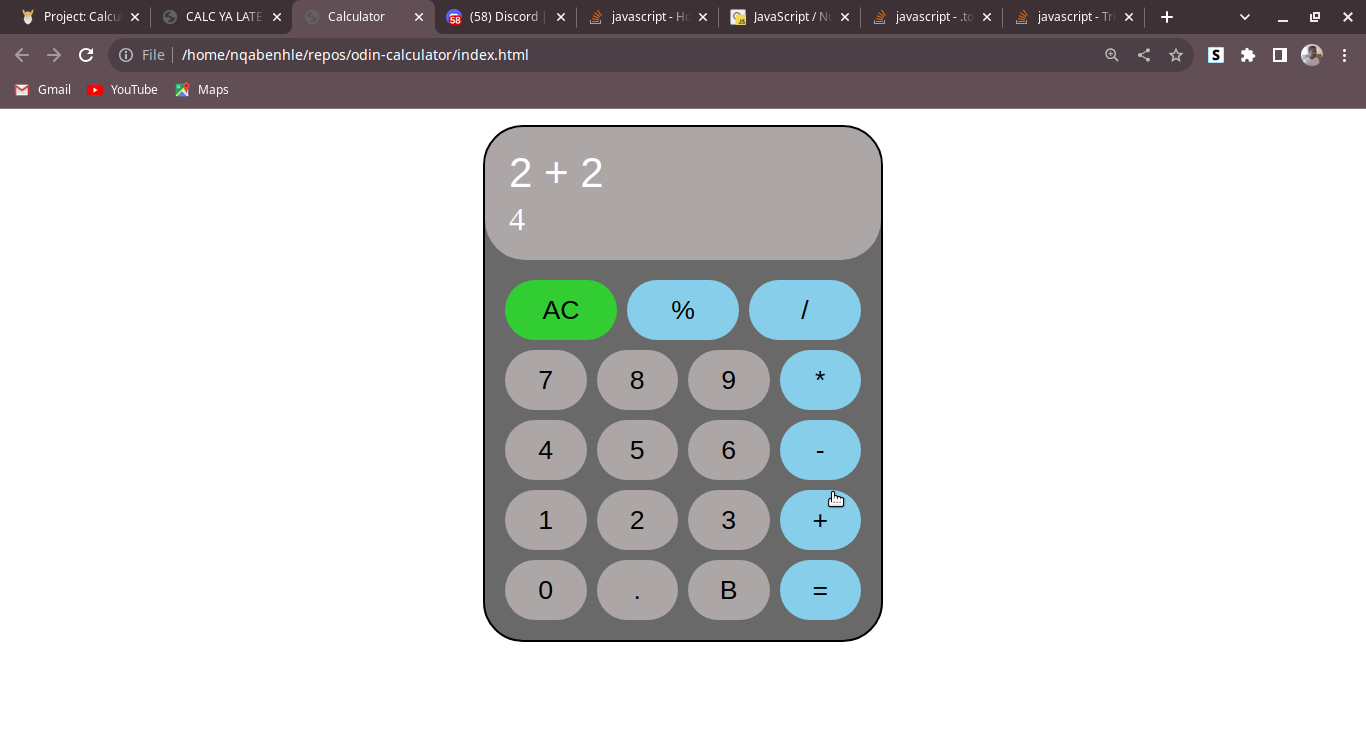 Project: Calcu
CALC YA LATE
Calculator
(58) Discord |
javascript - Ho
JavaScript / Nu
javascript - .to
javascript - Tri
File
/home/nqabenhle/repos/odin-calculator/index.html
S
Gmail
YouTube
Maps
2 + 2
4
AC % /
7 8 9 *
4 5 6 -
1 2 3 +
0 . B =